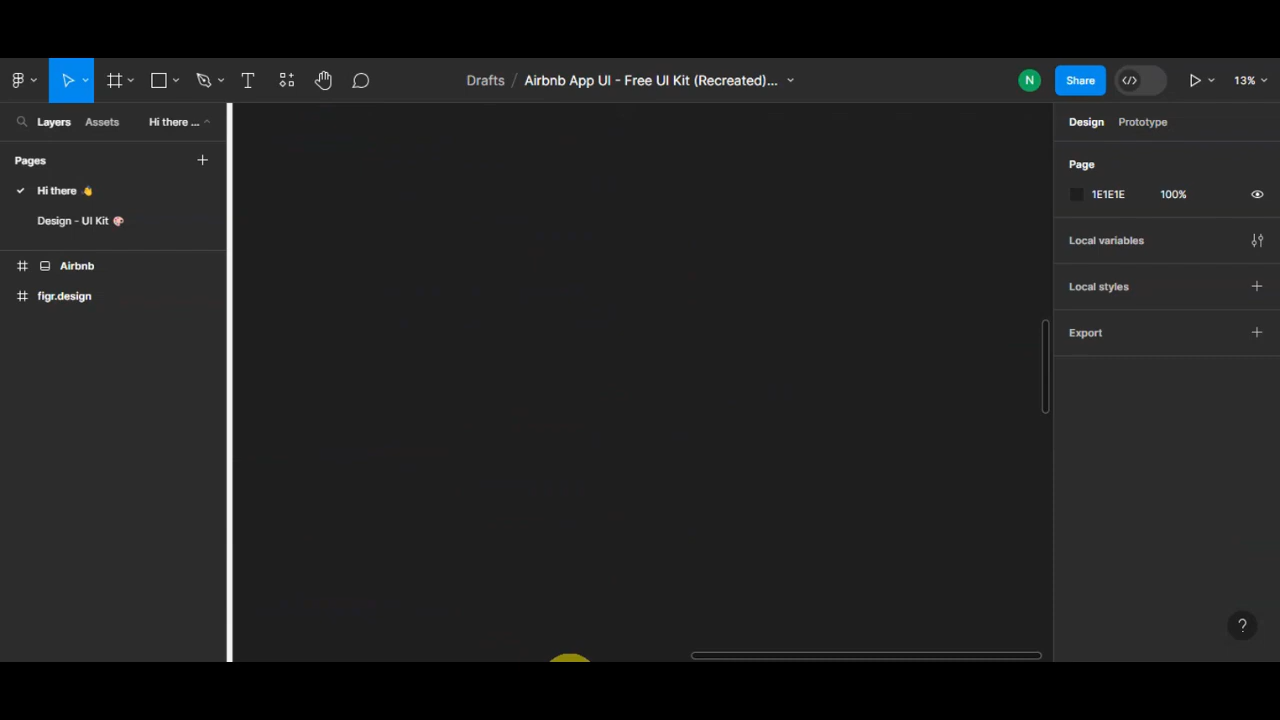 Drafts / Airbnb App UI - Free UI Kit (Recreated)...
N
Share
13%
Layers
Assets
Hi there ...
Pages
Hi there 👋
Design - UI Kit 🎨
Airbnb
figr.design
Design
Prototype
Page
1E1E1E
100%
Local variables
Local styles
Export
?